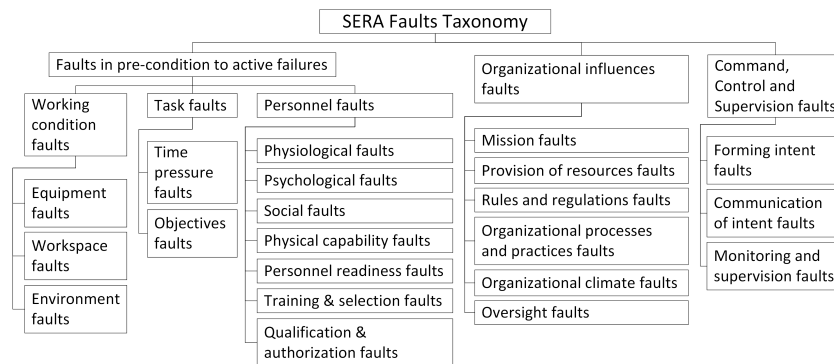 SERA Faults Taxonomy
Faults in pre-condition to active failures
Working
condition
faults
Equipment
faults
Workspace
faults
Environment
faults
Task faults
Time
pressure
faults
Objectives
faults
Personnel faults
Physiological faults
Psychological faults
Social faults
Physical capability faults
Personnel readiness faults
Training & selection faults
Qualification &
authorization faults
Organizational influences
faults
Mission faults
Provision of resources faults
Rules and regulations faults
Organizational processes
and practices faults
Organizational climate faults
Oversight faults
Command,
Control and
Supervision faults
Forming intent
faults
Communication
of intent faults
Monitoring and
supervision faults